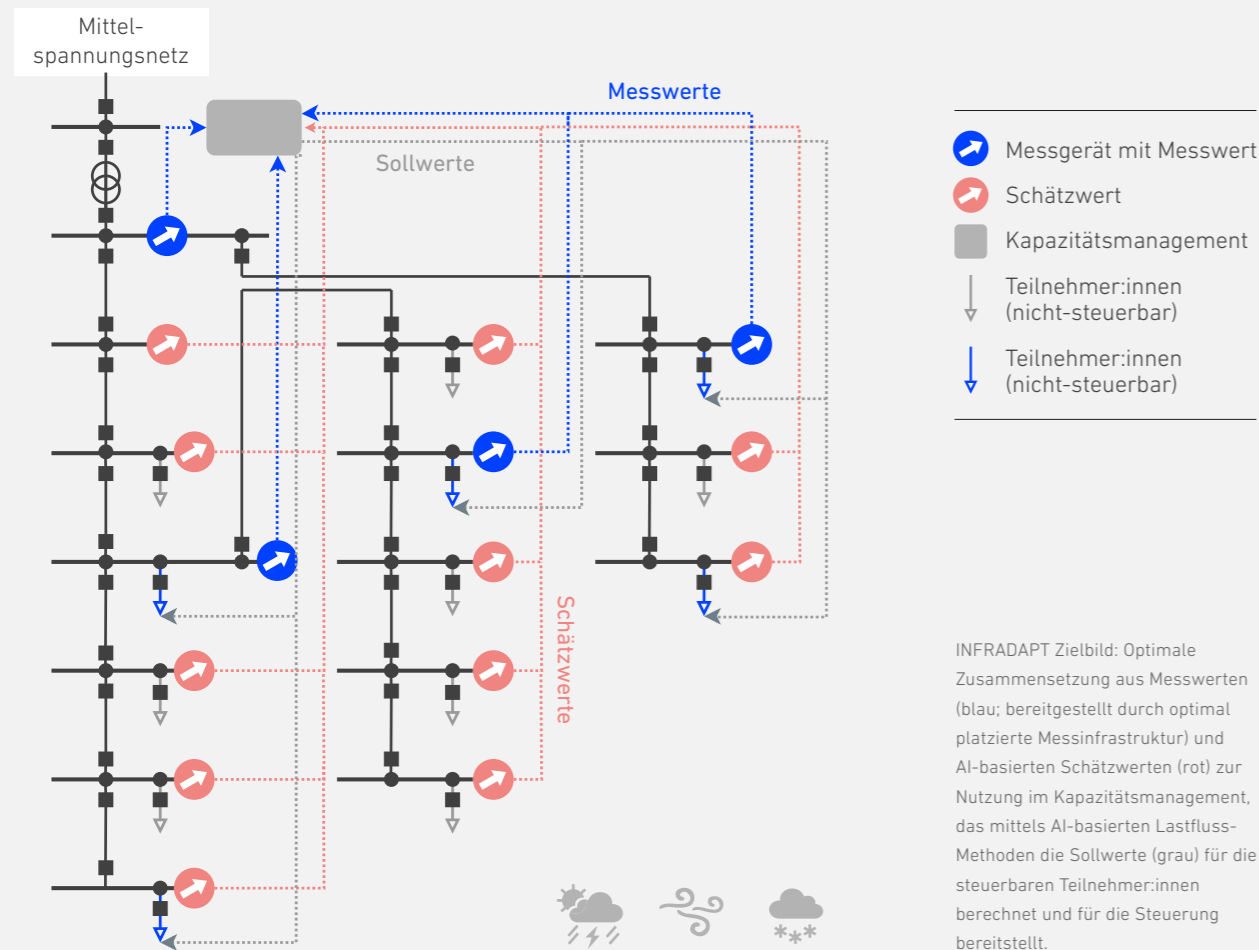 Mittel-
spannungsnetz
Messwerte
Sollwerte
Schätzwerte
Messgerät mit Messwert
Schätzwert
Kapazitätsmanagement
Teilnehmer:innen
(nicht-steuerbar)
Teilnehmer:innen
(nicht-steuerbar)
INFRADAPT Zielbild: Optimale
Zusammensetzung aus Messwerten
(blau; bereitgestellt durch optimal
platzierte Messinfrastruktur) und
AI-basierten Schätzwerten (rot) zur
Nutzung im Kapazitätsmanagement,
das mittels AI-basierten Lastfluss-
Methoden die Sollwerte (grau) für die
steuerbaren Teilnehmer:innen
berechnet und für die Steuerung
bereitstellt.